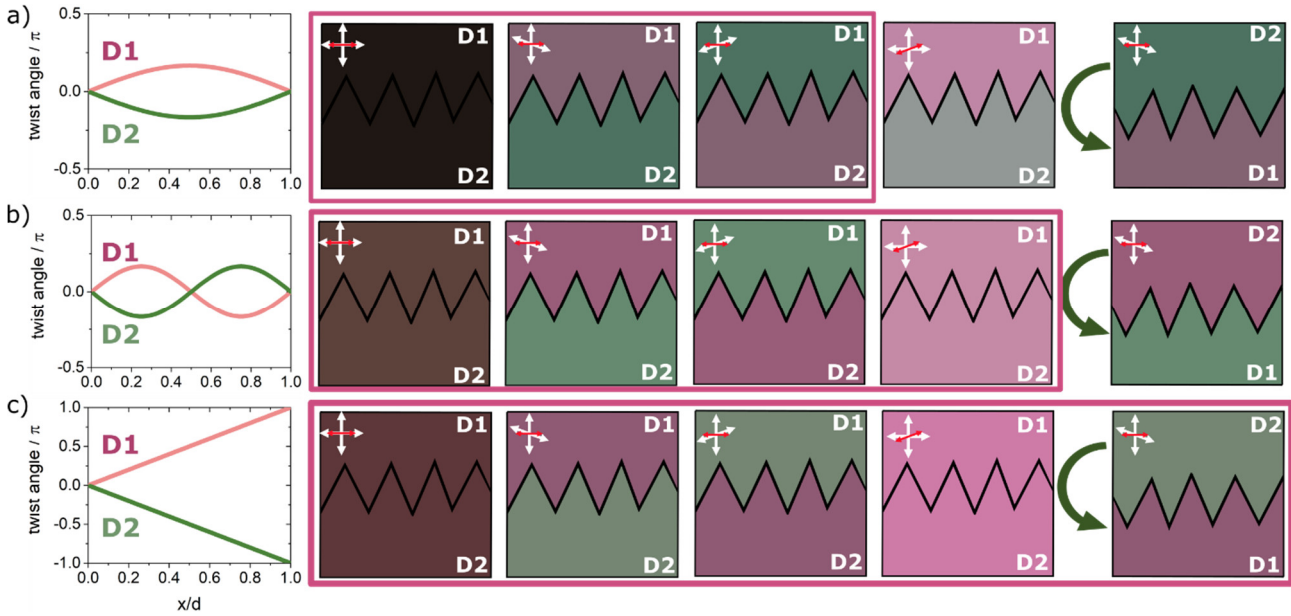 a)
twist angle / π
0.5
0.0
-0.5
D1
D2
0.0 0.2 0.4 0.6 0.8 1.0
D1 D1 D1 D1 D2
D2 D2 D2 D2 D1
b)
twist angle / π
0.5
0.0
-0.5
D1
D2
0.0 0.2 0.4 0.6 0.8 1.0
D1 D1 D1 D1 D2
D2 D2 D2 D2 D1
c)
twist angle / π
1.0
0.5
0.0
-0.5
-1.0
D1
D2
0.0 0.2 0.4 0.6 0.8 1.0
x/d
D1 D1 D1 D1 D2
D2 D2 D2 D2 D1